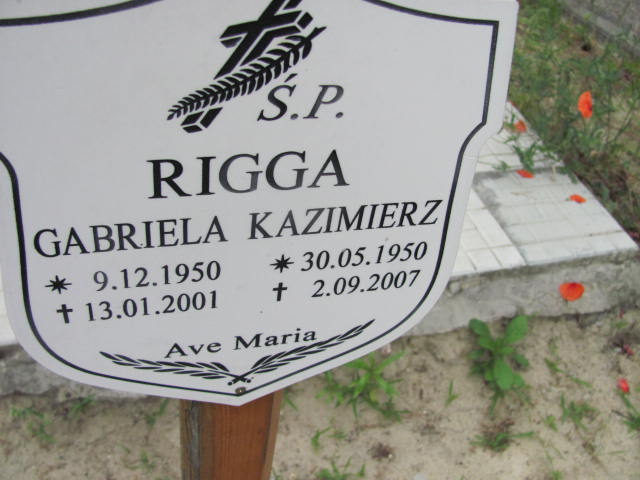 Ś.P.
RIGGA
GABRIELA KAZIMIERZ
9.12.1950 30.05.1950
13.01.2001 2.09.2007
Ave Maria